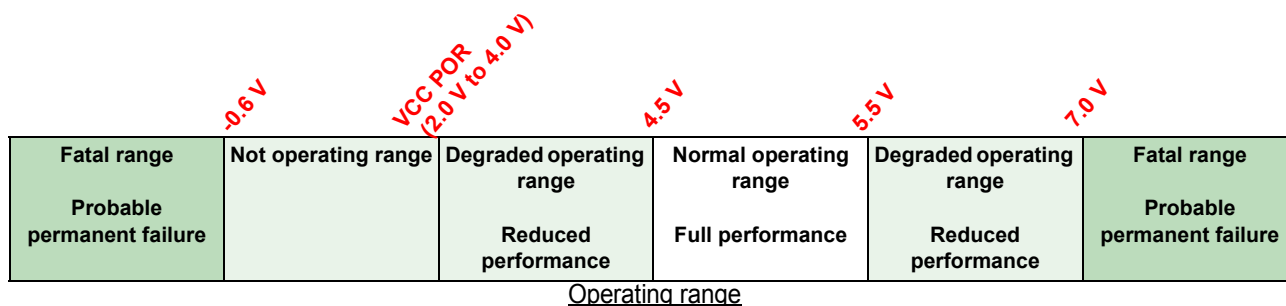 -0.6 V
VCC POR
(2.0 V to 4.0 V)
4.5 V
5.5 V
7.0 V
Fatal range
Probable
permanent failure
Not operating range
Degraded operating
range
Reduced
performance
Normal operating
range
Full performance
Degraded operating
range
Reduced
performance
Fatal range
Probable
permanent failure
Operating range